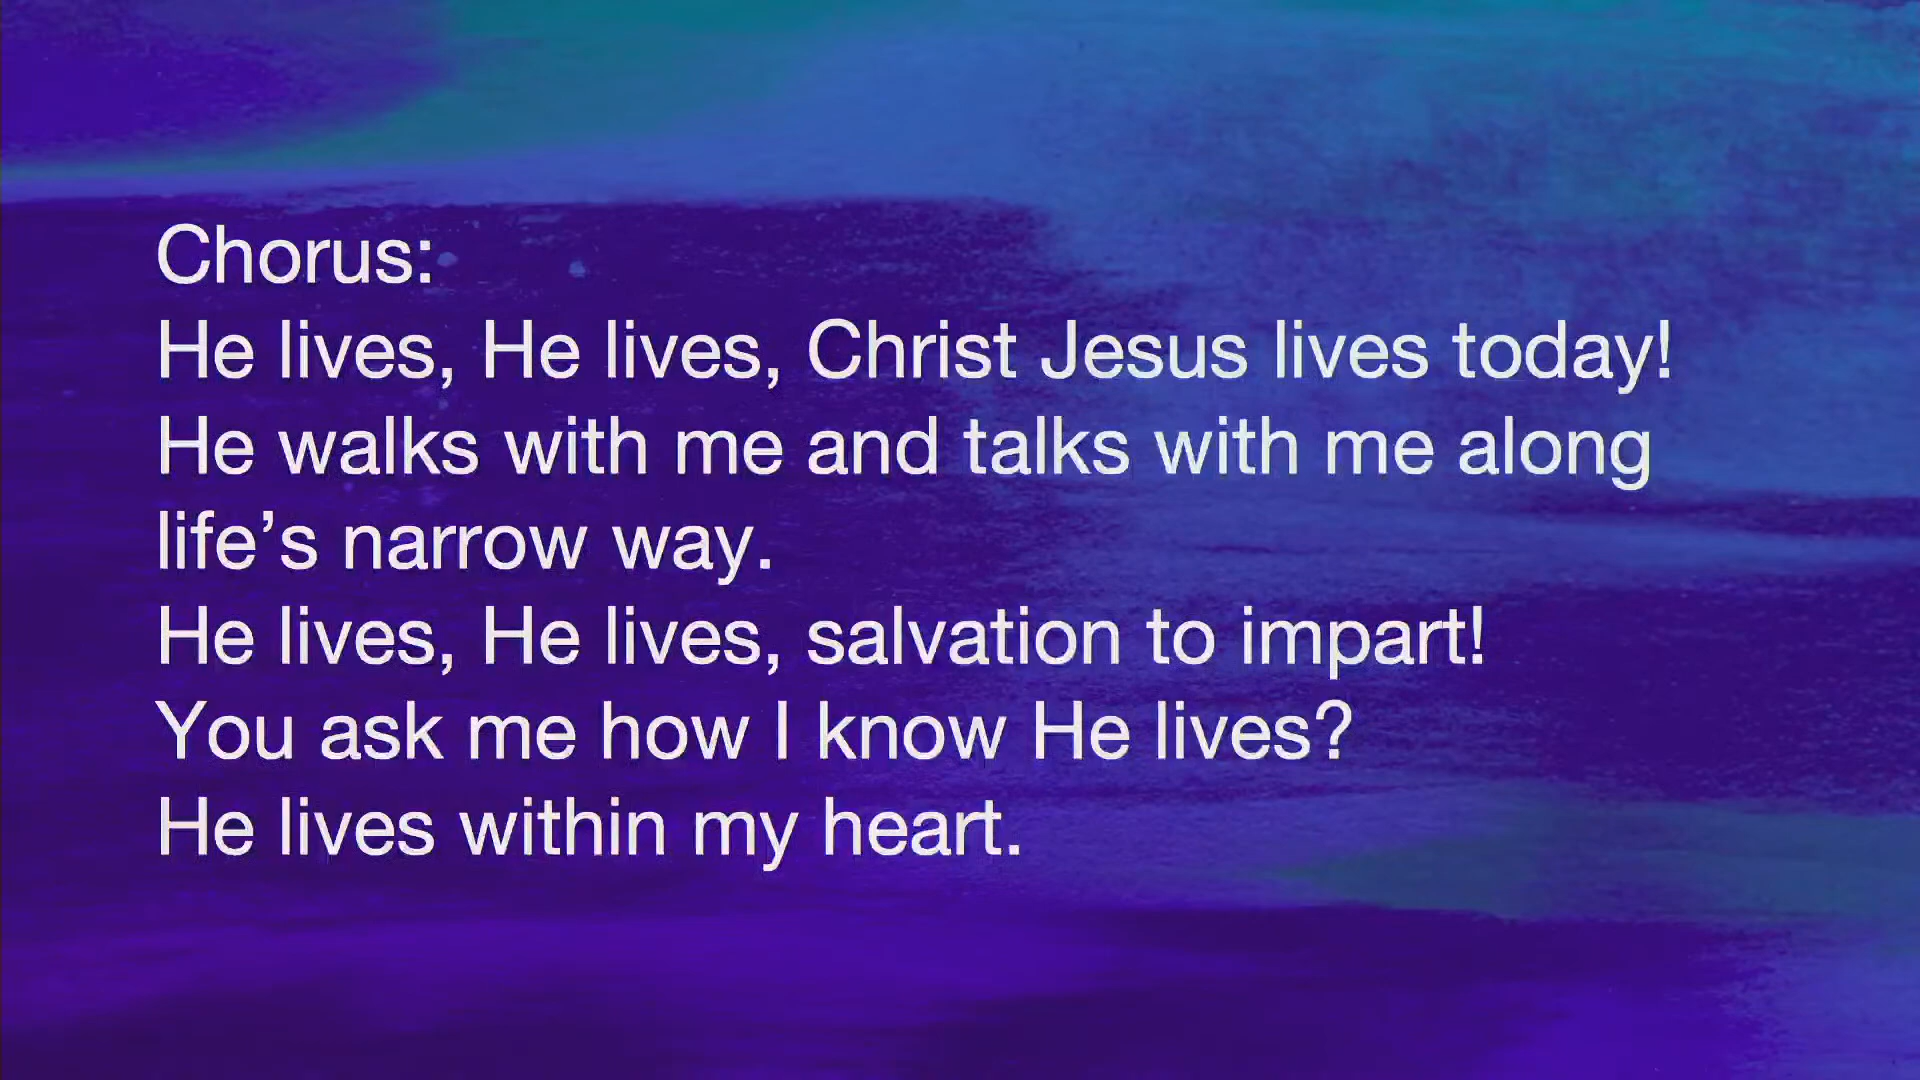 Chorus:
He lives, He lives, Christ Jesus lives today!
He walks with me and talks with me along
life’s narrow way.
He lives, He lives, salvation to impart!
You ask me how I know He lives?
He lives within my heart.